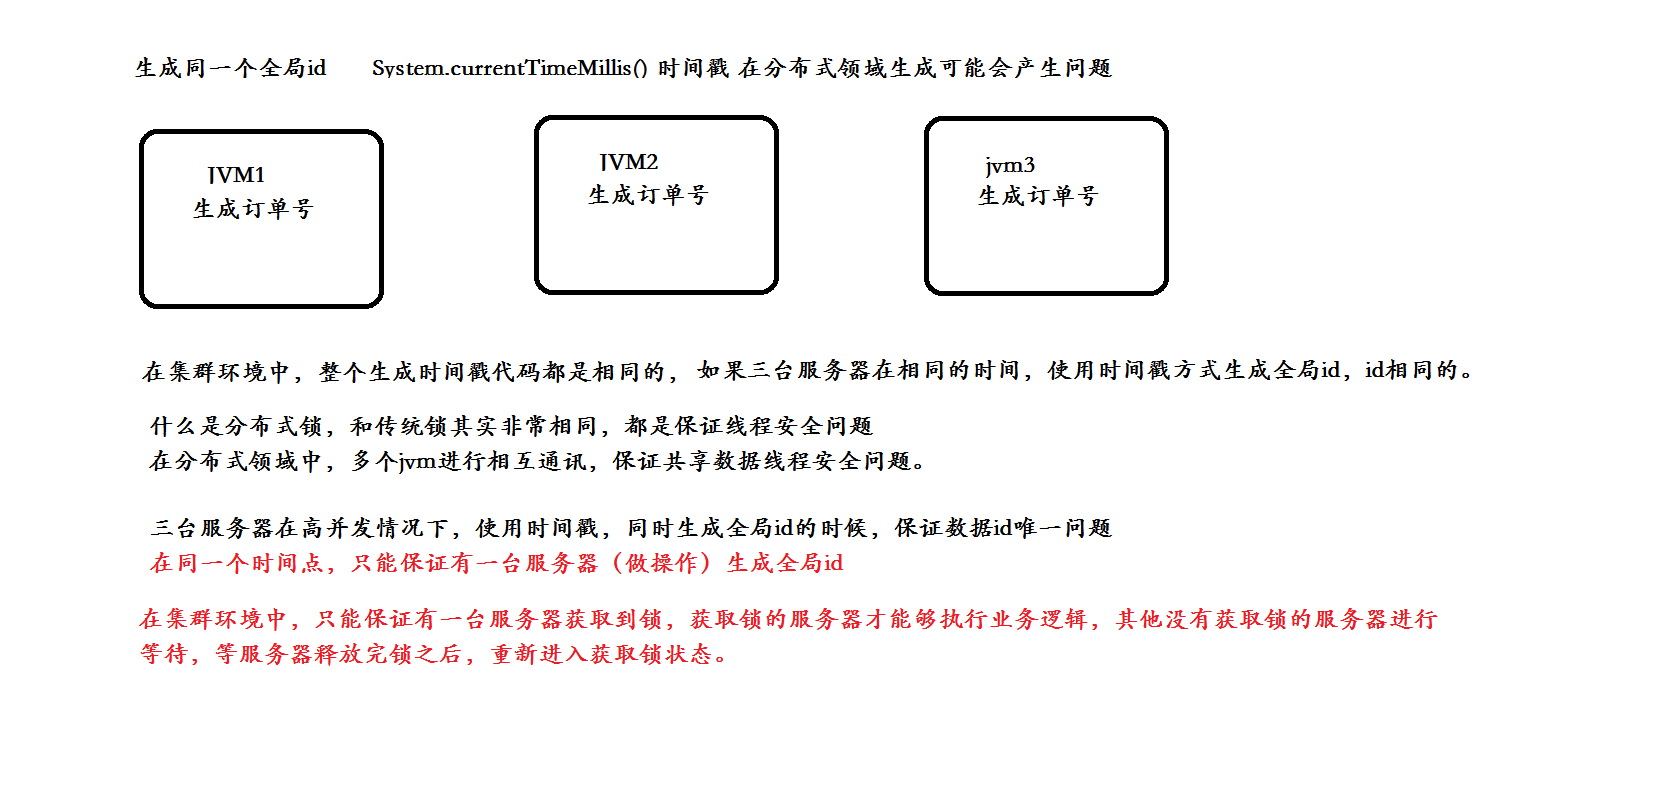 生成同一个全局id System.currentTimeMillis() 时间戳 在分布式领域生成可能会产生问题
JVM1
生成订单号
JVM2
生成订单号
jvm3
生成订单号
在集群环境中，整个生成时间戳代码都是相同的， 如果三台服务器在相同的时间，使用时间戳方式生成全局id，id相同的。
什么是分布式锁，和传统锁其实非常相同，都是保证线程安全问题
在分布式领域中，多个jvm进行相互通讯，保证共享数据线程安全问题。
三台服务器在高并发情况下，使用时间戳，同时生成全局id的时候，保证数据id唯一问题
在同一个时间点，只能保证有一台服务器（做操作）生成全局id
在集群环境中，只能保证有一台服务器获取到锁，获取锁的服务器才能够执行业务逻辑，其他没有获取锁的服务器进行
等待，等服务器释放完锁之后，重新进入获取锁状态。